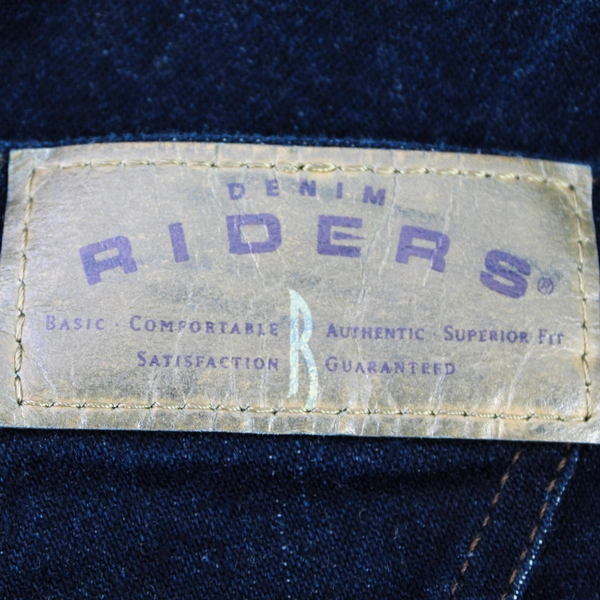 DENIM
RIDERS®
BASIC · COMFORTABLE R AUTHENTIC · SUPERIOR FIT
SATISFACTION GUARANTEED